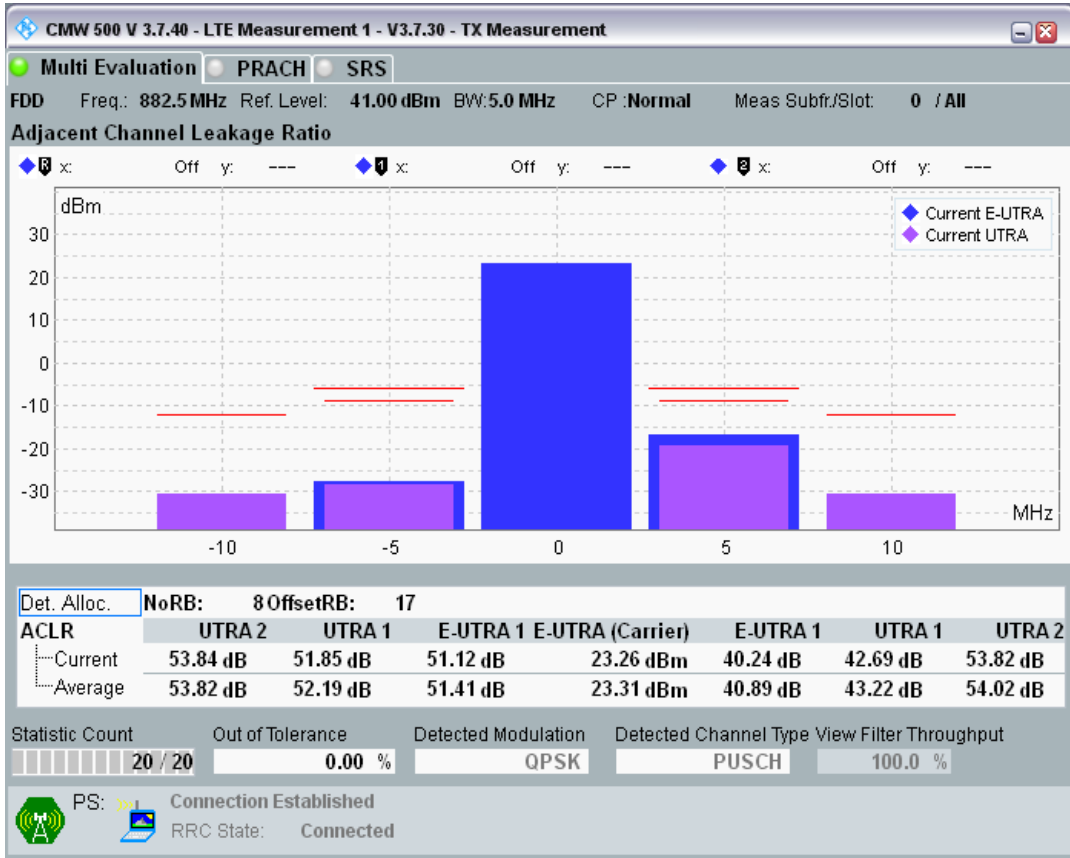 CMW 500 V 3.7.40 - LTE Measurement 1 - V3.7.30 - TX Measurement
Multi Evaluation PRACH SRS
FDD Freq.: 882.5 MHz Ref. Level: 41.00 dBm BW: 5.0 MHz CP : Normal Meas Subfr./Slot: 0 / All
Adjacent Channel Leakage Ratio
R x: Off y: --- 1 x: Off y: --- 2 x: Off y: ---
dBm
Current E-UTRA
Current UTRA
30
20
10
0
-10
-20
-30
MHz
-10 -5 0 5 10
Det. Alloc. NoRB: 8 OffsetRB: 17
ACLR UTRA 2 UTRA 1 E-UTRA 1 E-UTRA (Carrier) E-UTRA 1 UTRA 1 UTRA 2
Current 53.84 dB 51.85 dB 51.12 dB 23.26 dBm 40.24 dB 42.69 dB 53.82 dB
Average 53.82 dB 52.19 dB 51.41 dB 23.31 dBm 40.89 dB 43.22 dB 54.02 dB
Statistic Count Out of Tolerance Detected Modulation Detected Channel Type View Filter Throughput
20 / 20 0.00 % QPSK PUSCH 100.0 %
PS: Connection Established
RRC State: Connected